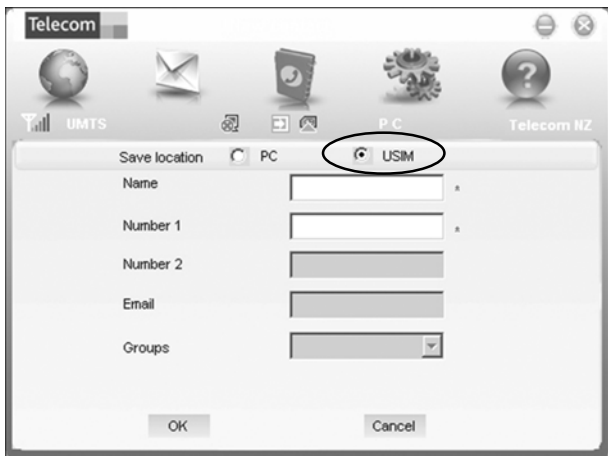 Telecom
UMTS P C Telecom NZ
Save location PC USIM
Name *
Number 1 *
Number 2
Email
Groups
OK Cancel